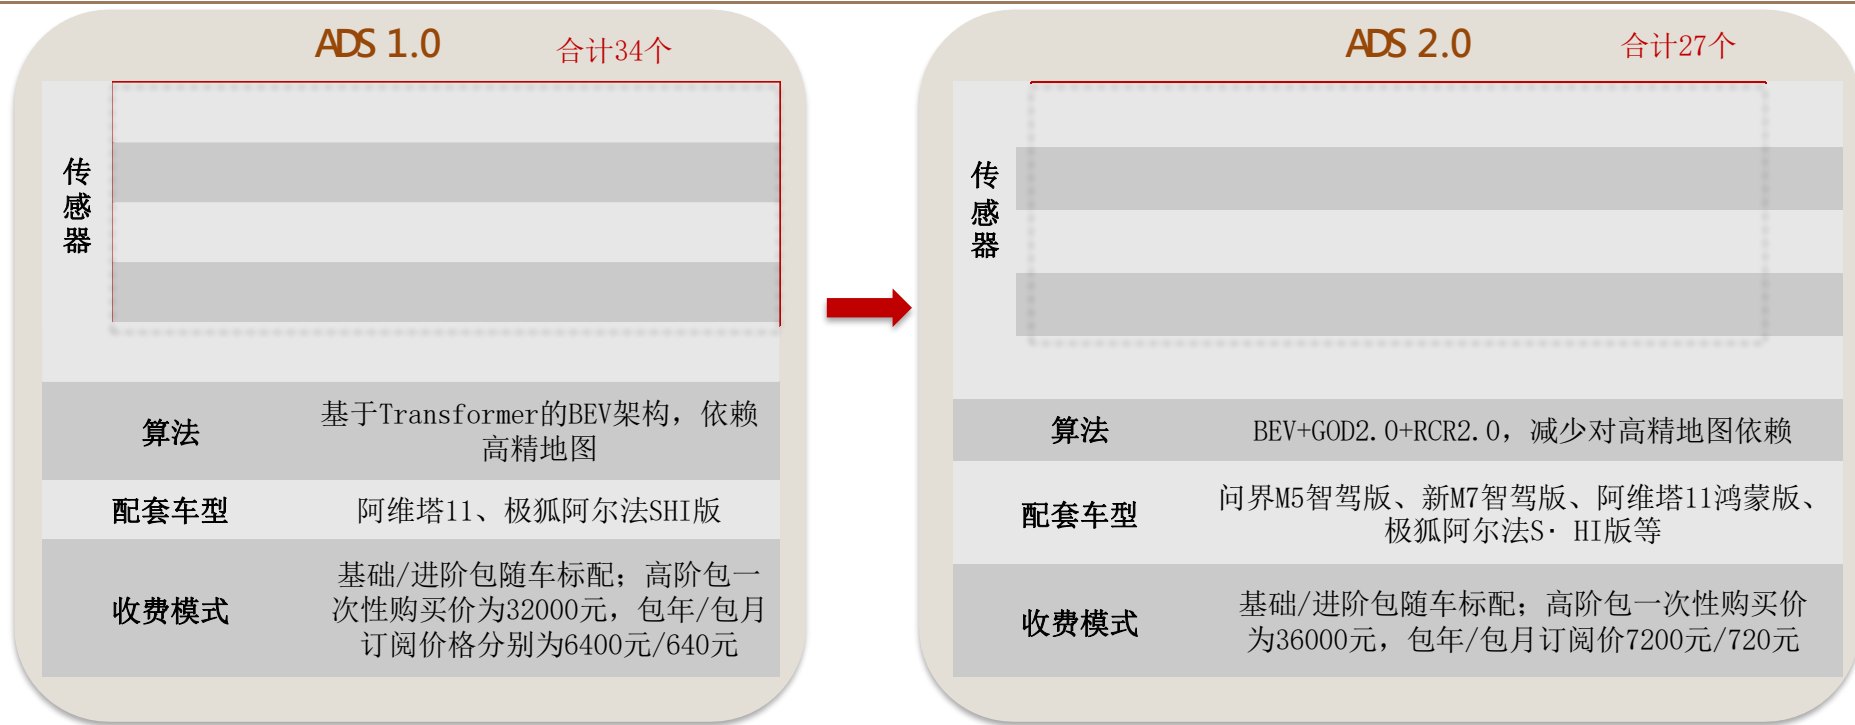 ADS 1.0
合计34个
传
感
器
算法
基于Transformer的BEV架构，依赖
高精地图
配套车型
阿维塔11、极狐阿尔法SHI版
收费模式
基础/进阶包随车标配；高阶包一
次性购买价为32000元，包年/包月
订阅价格分别为6400元/640元
ADS 2.0
合计27个
传
感
器
算法
BEV+GOD2.0+RCR2.0，减少对高精地图依赖
配套车型
问界M5智驾版、新M7智驾版、阿维塔11鸿蒙版、
极狐阿尔法S· HI版等
收费模式
基础/进阶包随车标配；高阶包一次性购买价
为36000元，包年/包月订阅价7200元/720元